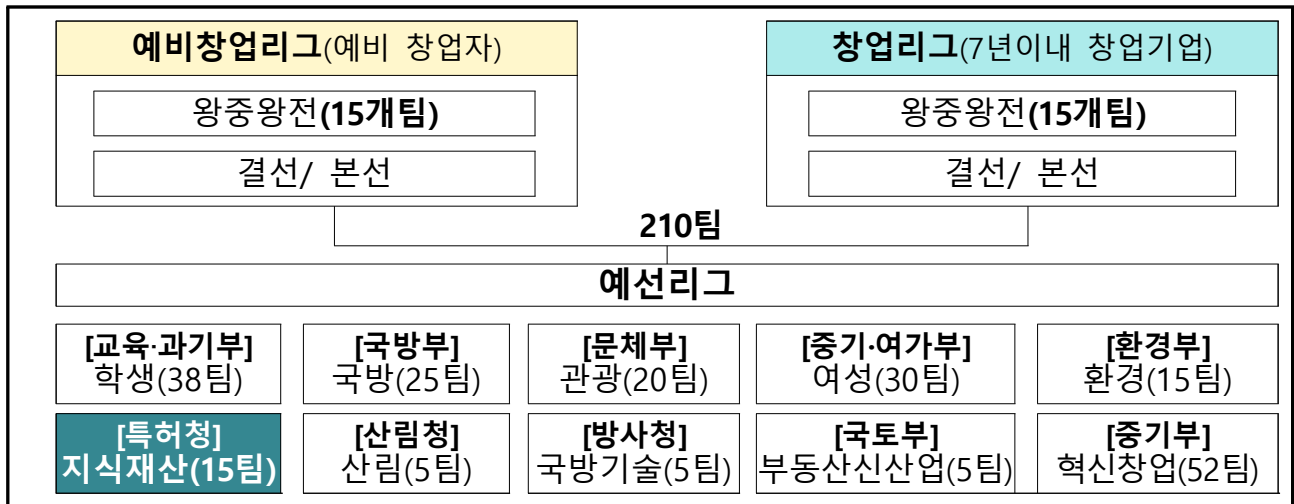 예비창업리그(예비 창업자)
창업리그(7년이내 창업기업)
왕중왕전(15개팀)
왕중왕전(15개팀)
결선/ 본선
결선/ 본선
210팀
예선리그
[교육·과기부]
학생(38팀)
[국방부]
국방(25팀)
[문체부]
관광(20팀)
[중기·여가부]
여성(30팀)
[환경부]
환경(15팀)
[특허청]
지식재산(15팀)
[산림청]
산림(5팀)
[방사청]
국방기술(5팀)
[국토부]
부동산신산업(5팀)
[중기부]
혁신창업(52팀)